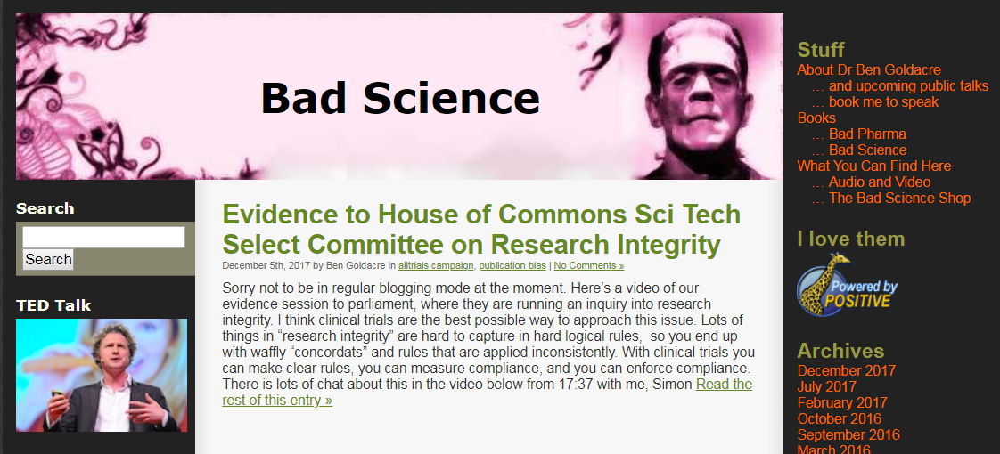 Bad Science
Search
Search
TED Talk
Evidence to House of Commons Sci Tech
Select Committee on Research Integrity
December 5th, 2017 by Ben Goldacre in alltrials campaign, publication bias | No Comments »
Sorry not to be in regular blogging mode at the moment. Here’s a video of our
evidence session to parliament, where they are running an inquiry into research
integrity. I think clinical trials are the best possible way to approach this issue. Lots of
things in “research integrity” are hard to capture in hard logical rules,  so you end up
with waffly “concordats” and rules that are applied inconsistently. With clinical trials you
can make clear rules, you can measure compliance, and you can enforce compliance.
There is lots of chat about this in the video below from 17:37 with me, Simon Read the
rest of this entry »
Stuff
About Dr Ben Goldacre
… and upcoming public talks
… book me to speak
Books
… Bad Pharma
… Bad Science
What You Can Find Here
… Audio and Video
… The Bad Science Shop
I love them
Powered by
POSITIVE
Archives
December 2017
July 2017
February 2017
October 2016
September 2016
March 2016